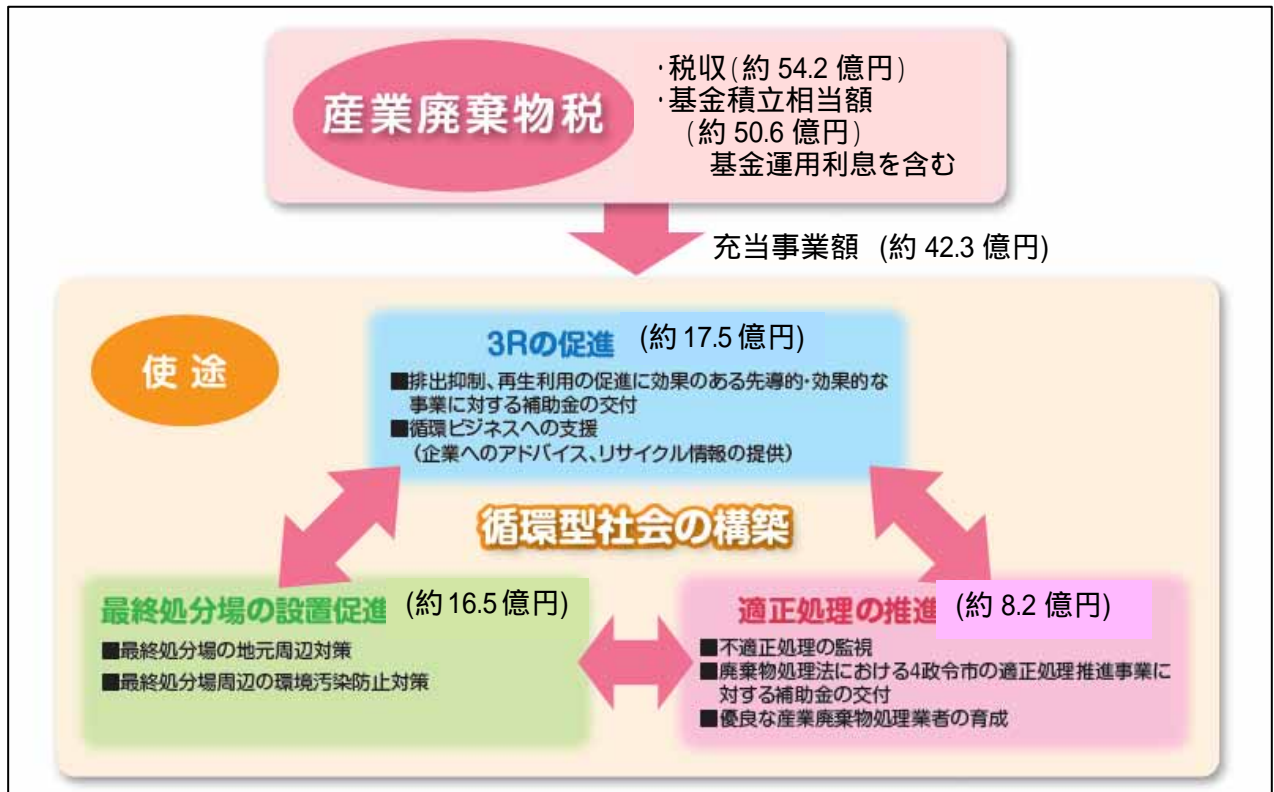 産業廃棄物税
・税収(約 54.2 億円)
・基金積立相当額
(約 50.6 億円)
基金運用利息を含む
充当事業額 (約 42.3 億円)
使途
3Rの促進 (約 17.5 億円)
■排出抑制、再生利用の促進に効果のある先導的・効果的な
事業に対する補助金の交付
■循環ビジネスへの支援
(企業へのアドバイス、リサイクル情報の提供)
循環型社会の構築
最終処分場の設置促進 (約 16.5 億円)
■最終処分場の地元周辺対策
■最終処分場周辺の環境汚染防止対策
適正処理の推進 (約 8.2 億円)
■不適正処理の監視
■廃棄物処理法における4政令市の適正処理推進事業に
対する補助金の交付
■優良な産業廃棄物処理業者の育成